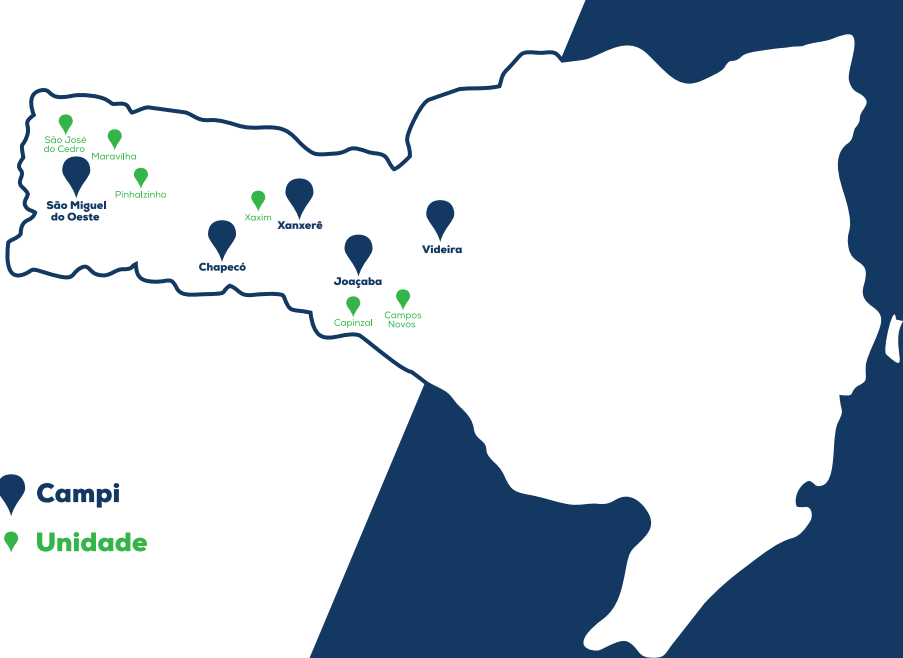 São José
do Cedro
Maravilha
Pinhalzinho
São Miguel
do Oeste
Xaxim
Xanxerê
Chapecó
Videira
Joaçaba
Capinzal
Campos
Novos
Campi
Unidade